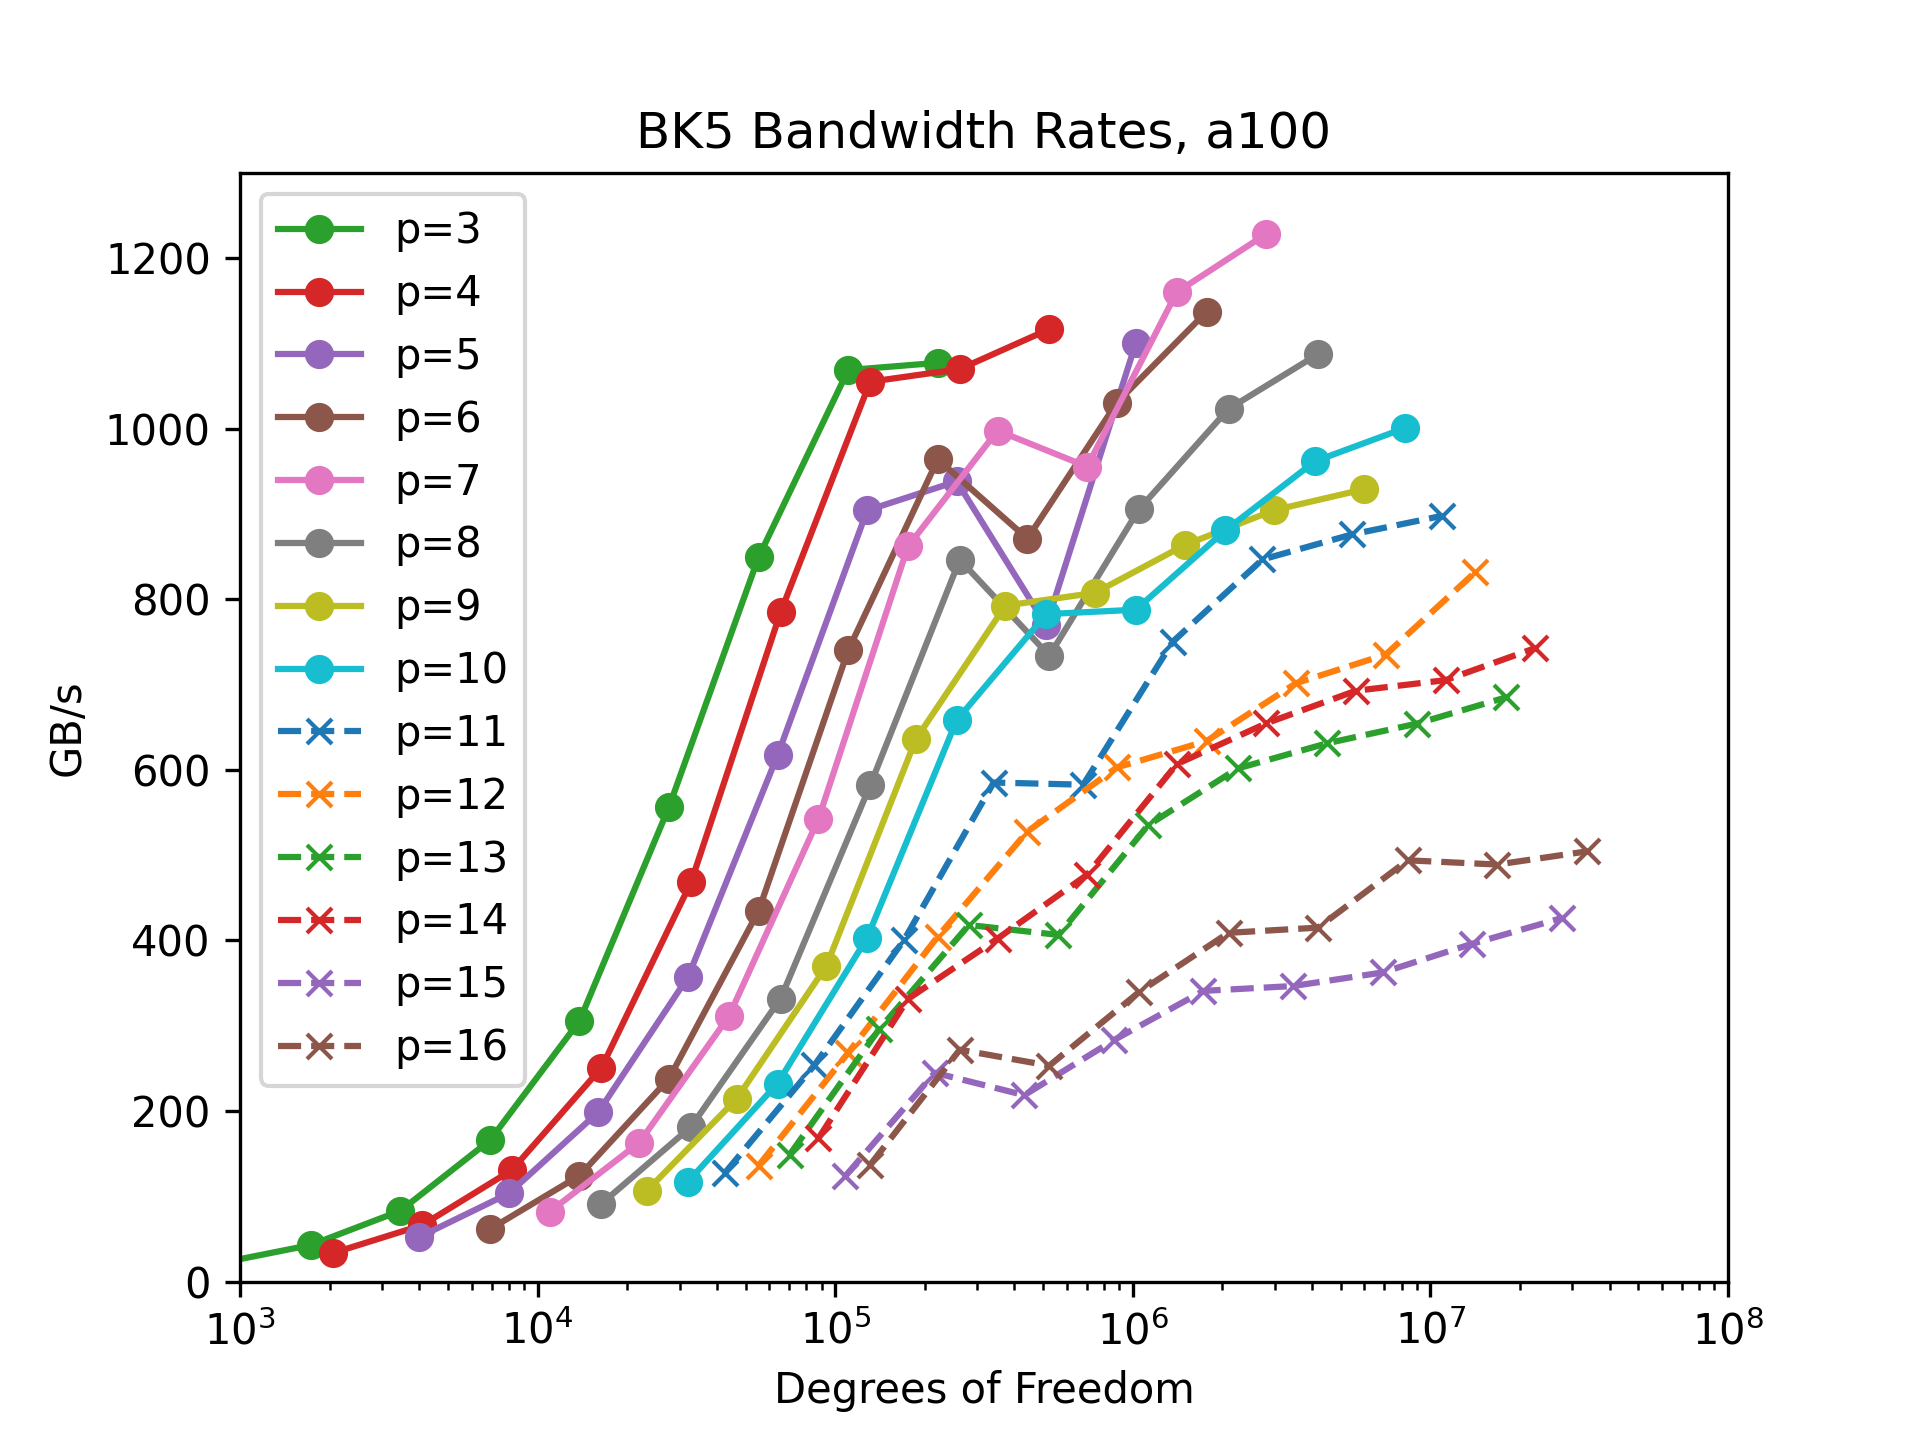 BK5 Bandwidth Rates, a100
1200
1000
800
600
400
200
0
GB/s
p=3
p=4
p=5
p=6
p=7
p=8
p=9
p=10
p=11
p=12
p=13
p=14
p=15
p=16
10³ 10⁴ 10⁵ 10⁶ 10⁷ 10⁸
Degrees of Freedom